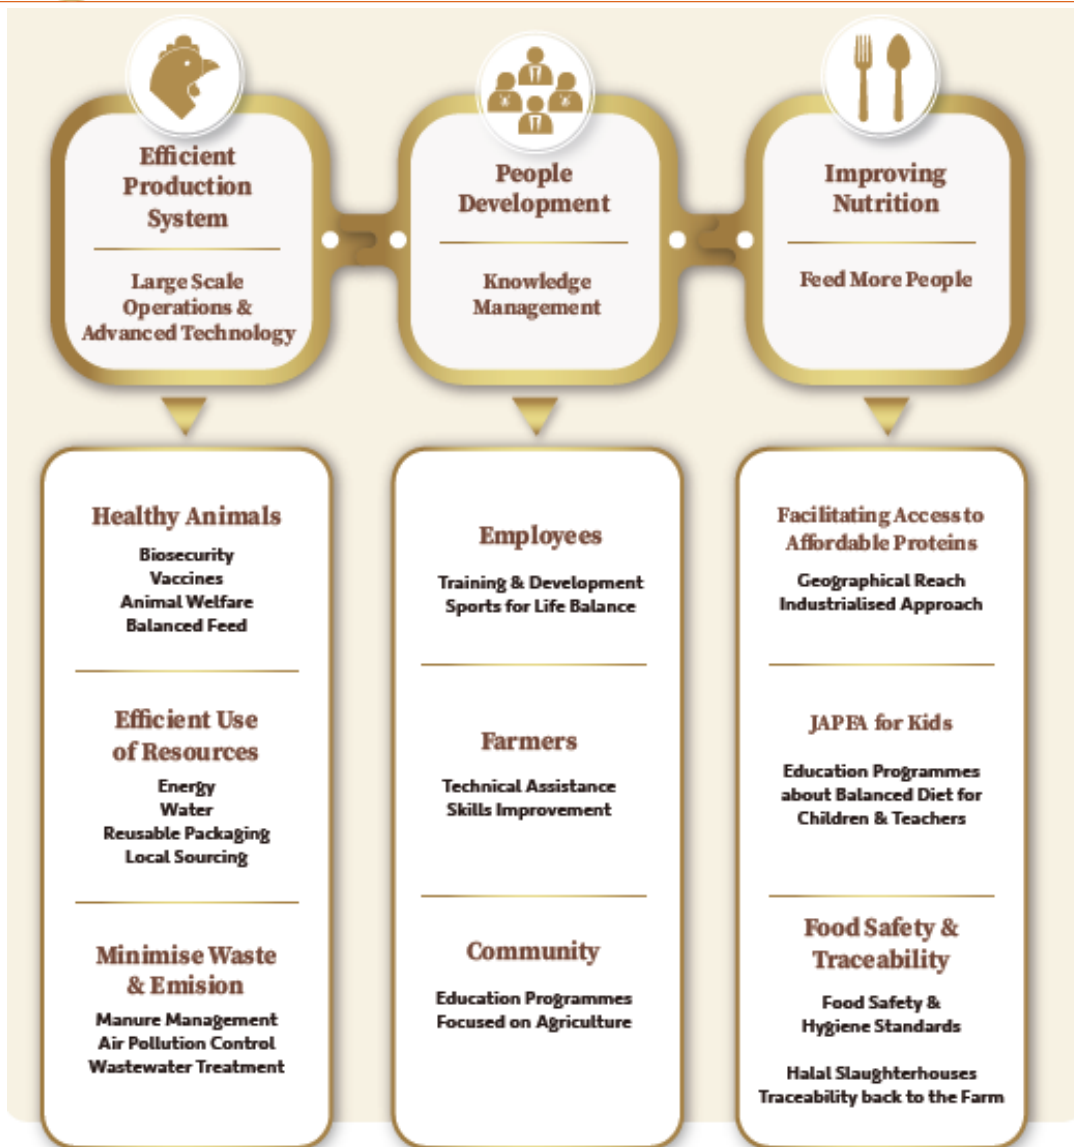 Efficient
Production
System
Large Scale
Operations &
Advanced Technology
People
Development
Knowledge
Management
Improving
Nutrition
Feed More People
Healthy Animals
Biosecurity
Vaccines
Animal Welfare
Balanced Feed
Efficient Use
of Resources
Energy
Water
Reusable Packaging
Local Sourcing
Minimise Waste
& Emision
Manure Management
Air Pollution Control
Wastewater Treatment
Employees
Training & Development
Sports for Life Balance
Farmers
Technical Assistance
Skills Improvement
Community
Education Programmes
Focused on Agriculture
Facilitating Access to
Affordable Proteins
Geographical Reach
Industrialised Approach
JAPFA for Kids
Education Programmes
about Balanced Diet for
Children & Teachers
Food Safety &
Traceability
Food Safety &
Hygiene Standards
Halal Slaughterhouses
Traceability back to the Farm